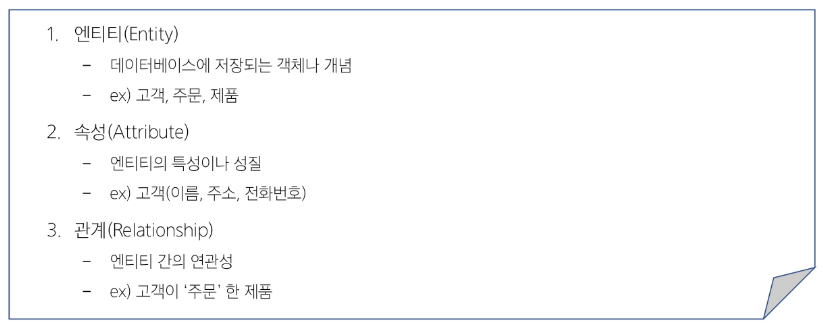 1. 엔티티(Entity)
- 데이터베이스에 저장되는 객체나 개념
- ex) 고객, 주문, 제품
2. 속성(Attribute)
- 엔티티의 특성이나 성질
- ex) 고객(이름, 주소, 전화번호)
3. 관계(Relationship)
- 엔티티 간의 연관성
- ex) 고객이 ‘주문’ 한 제품